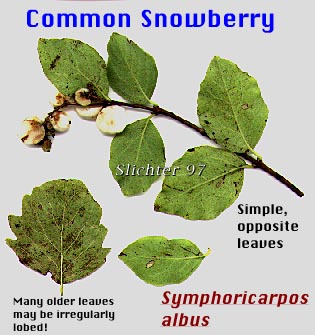 Common Snowberry
Slichter 97
Simple,
opposite
leaves
Many older leaves
may be irregularly
lobed!
Symphoricarpos
albus